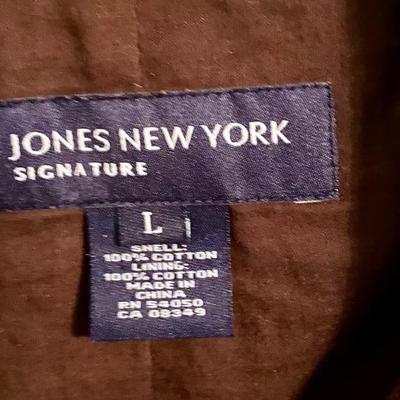 JONES NEW YORK
SIGNATURE
L
SHELL:
100% COTTON
LINING:
100% COTTON
MADE IN
CHINA
RN 54050
CA 08349